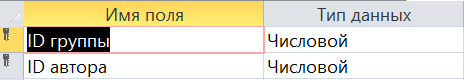 Имя поля Тип данных
ID группы Числовой
ID автора Числовой